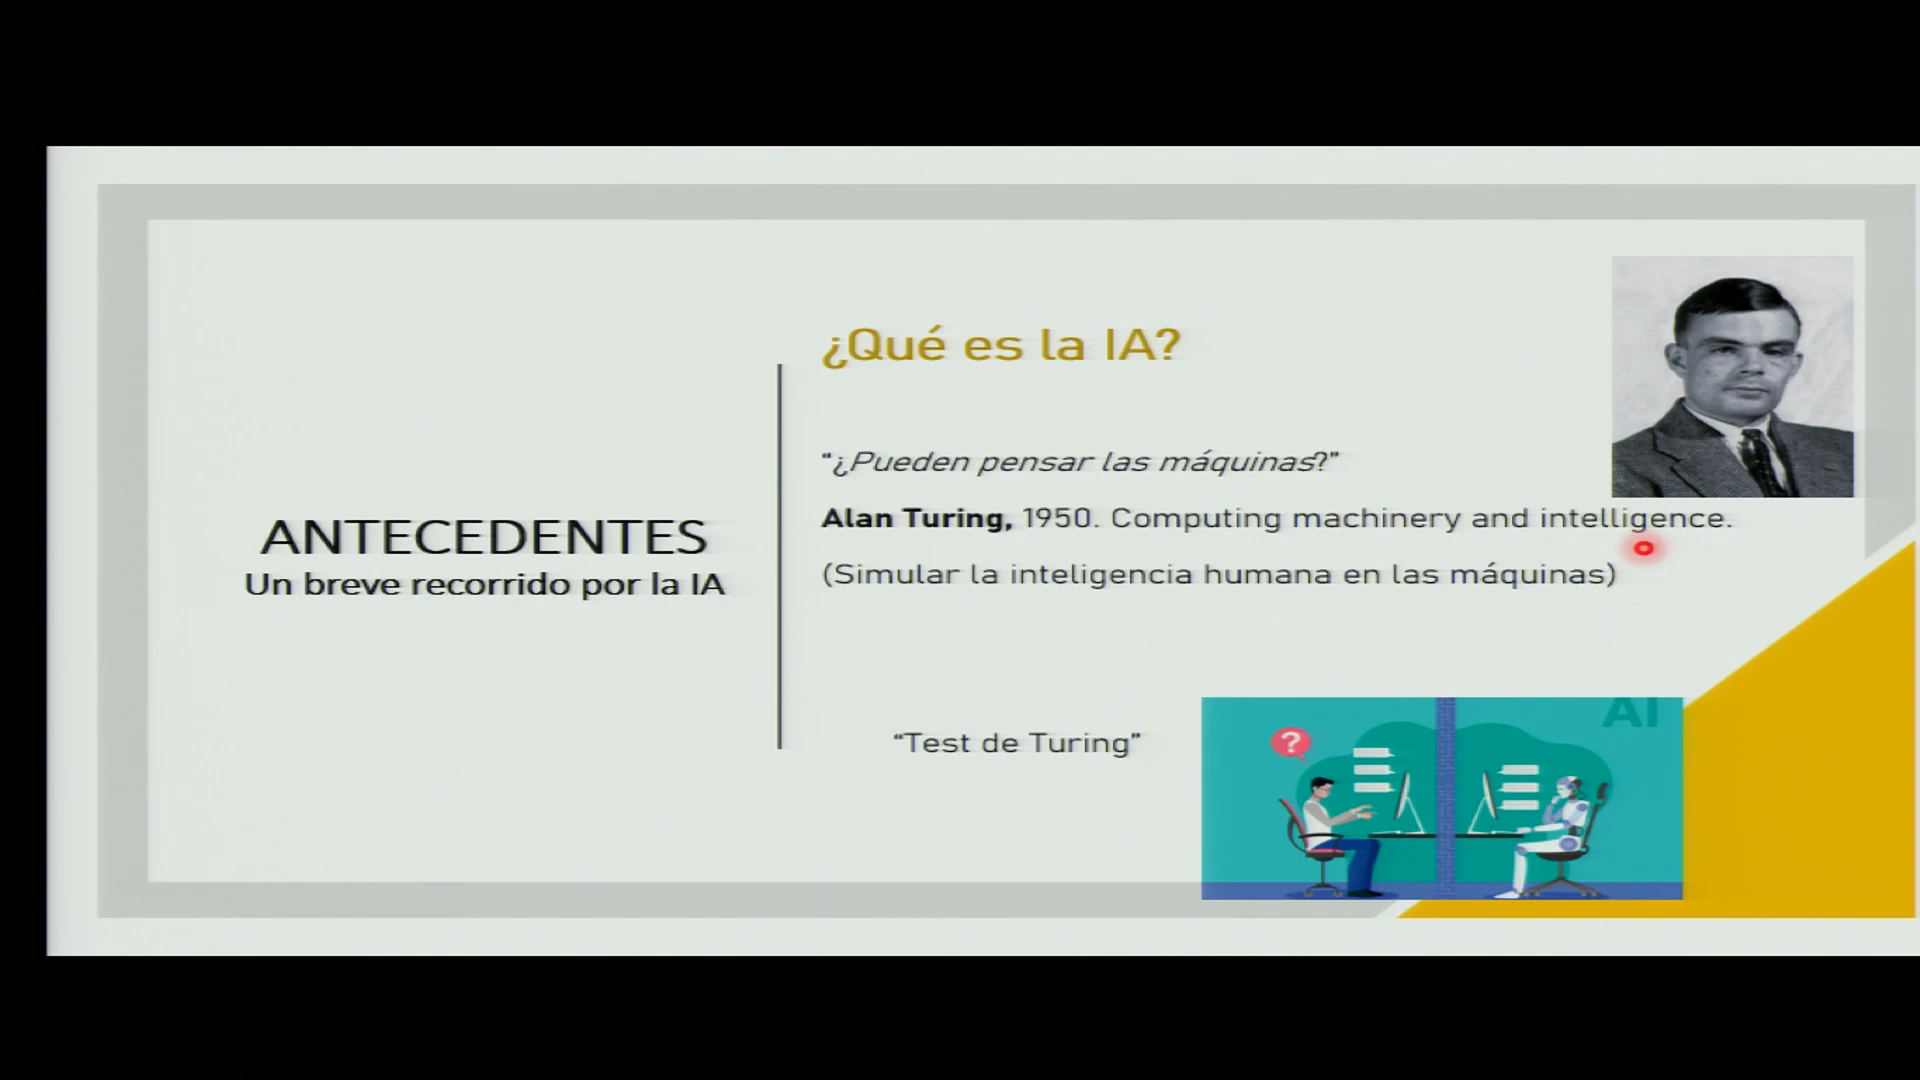 ANTECEDENTES
Un breve recorrido por la IA
¿Qué es la IA?
“¿Pueden pensar las máquinas?”
Alan Turing, 1950. Computing machinery and intelligence.
(Simular la inteligencia humana en las máquinas)
“Test de Turing”
AI
?